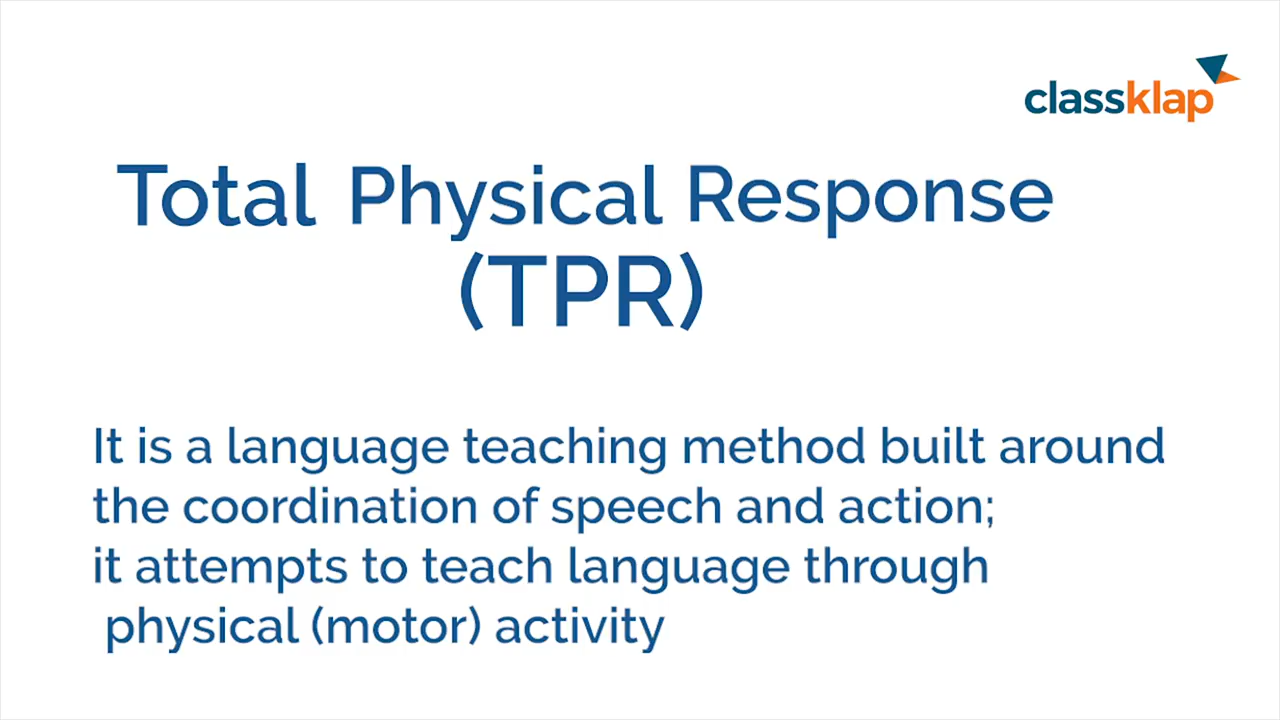 classklap
Total Physical Response
(TPR)
It is a language teaching method built around
the coordination of speech and action;
it attempts to teach language through
physical (motor) activity